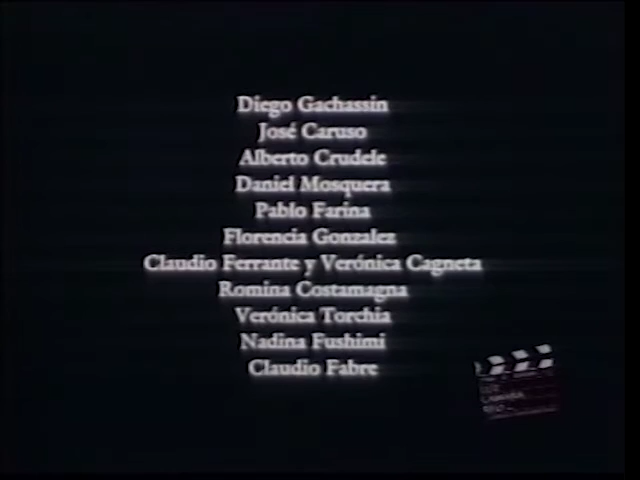 Diego Gachassin
José Caruso
Alberto Crudele
Daniel Mosquera
Pablo Farina
Florencia Gonzalez
Claudio Ferrante y Verónica Cagneta
Romina Costamagna
Verónica Torchia
Nadina Fushimi
Claudio Fabre
CAMARA